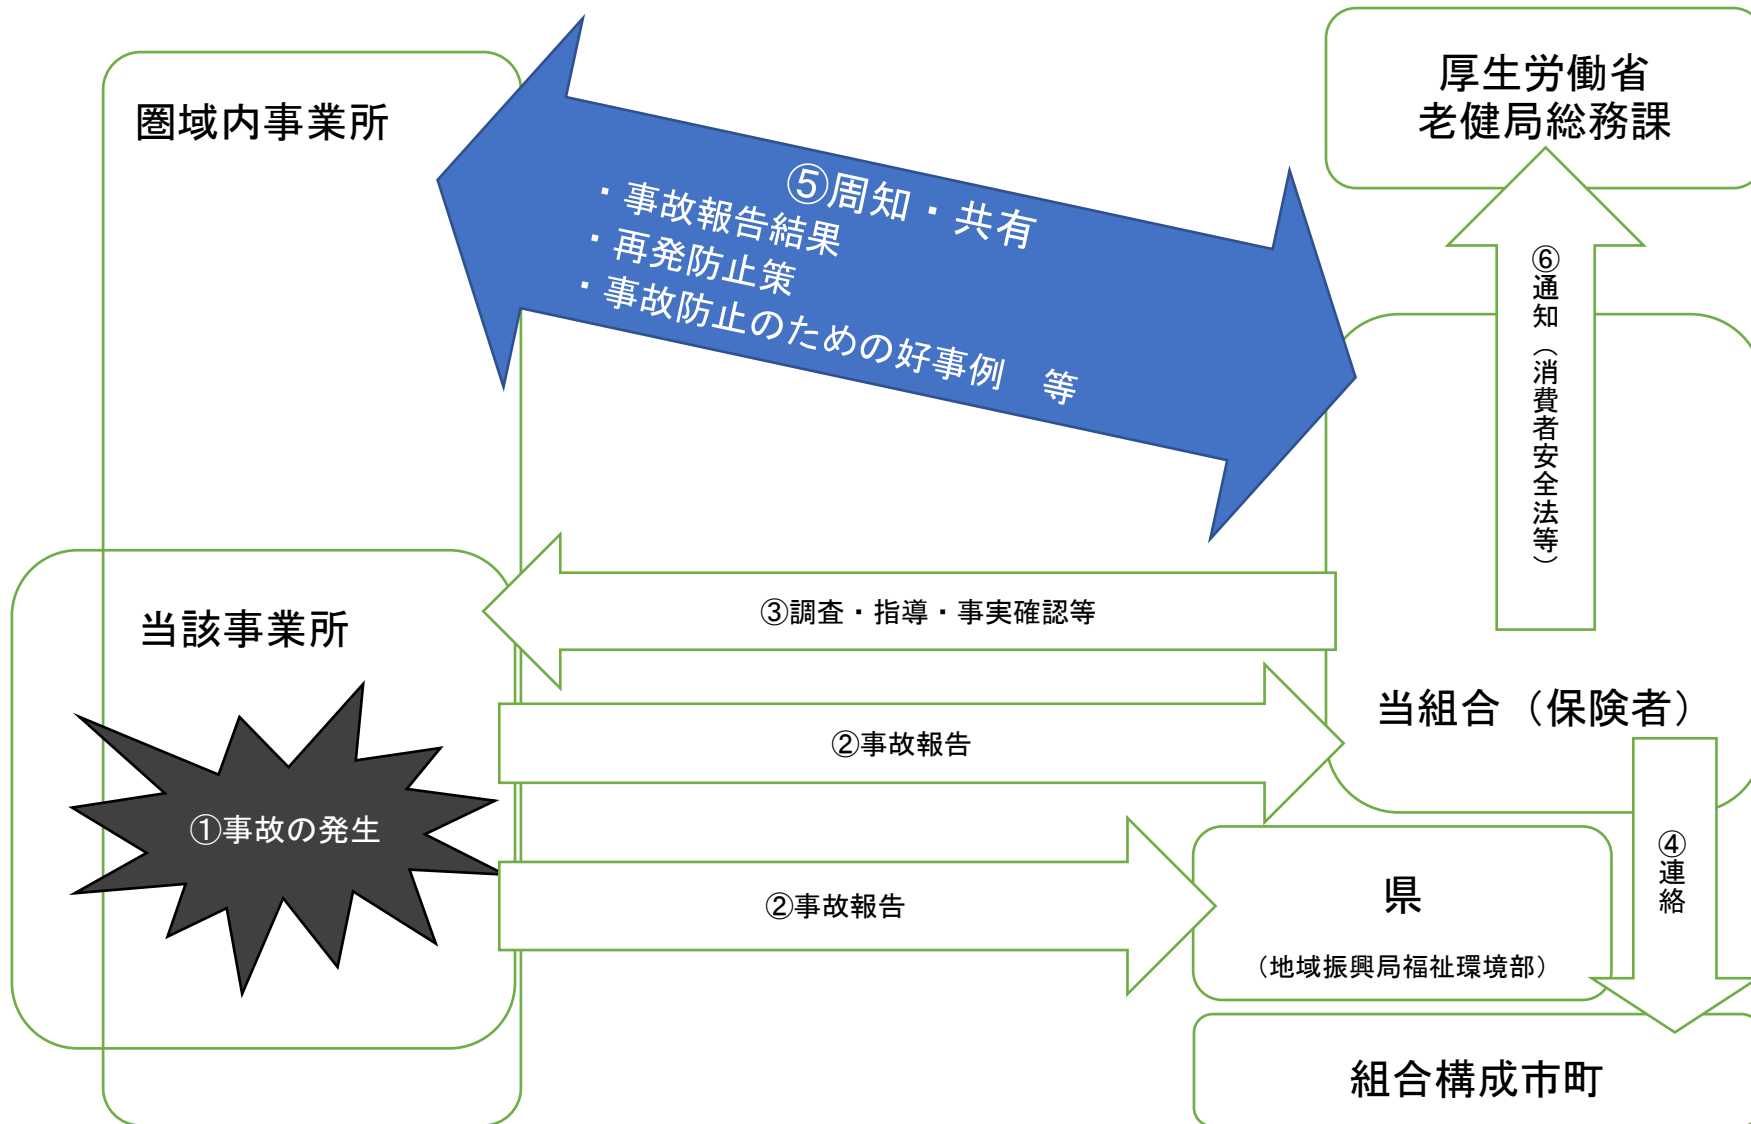 圏域内事業所
厚生労働省
老健局総務課
⑤周知・共有
・事故報告結果
・再発防止策
・事故防止のための好事例　等
⑥通知（消費者安全法等）
当該事業所
③調査・指導・事実確認等
当組合（保険者）
②事故報告
①事故の発生
②事故報告
県
（地域振興局福祉環境部）
④連絡
組合構成市町